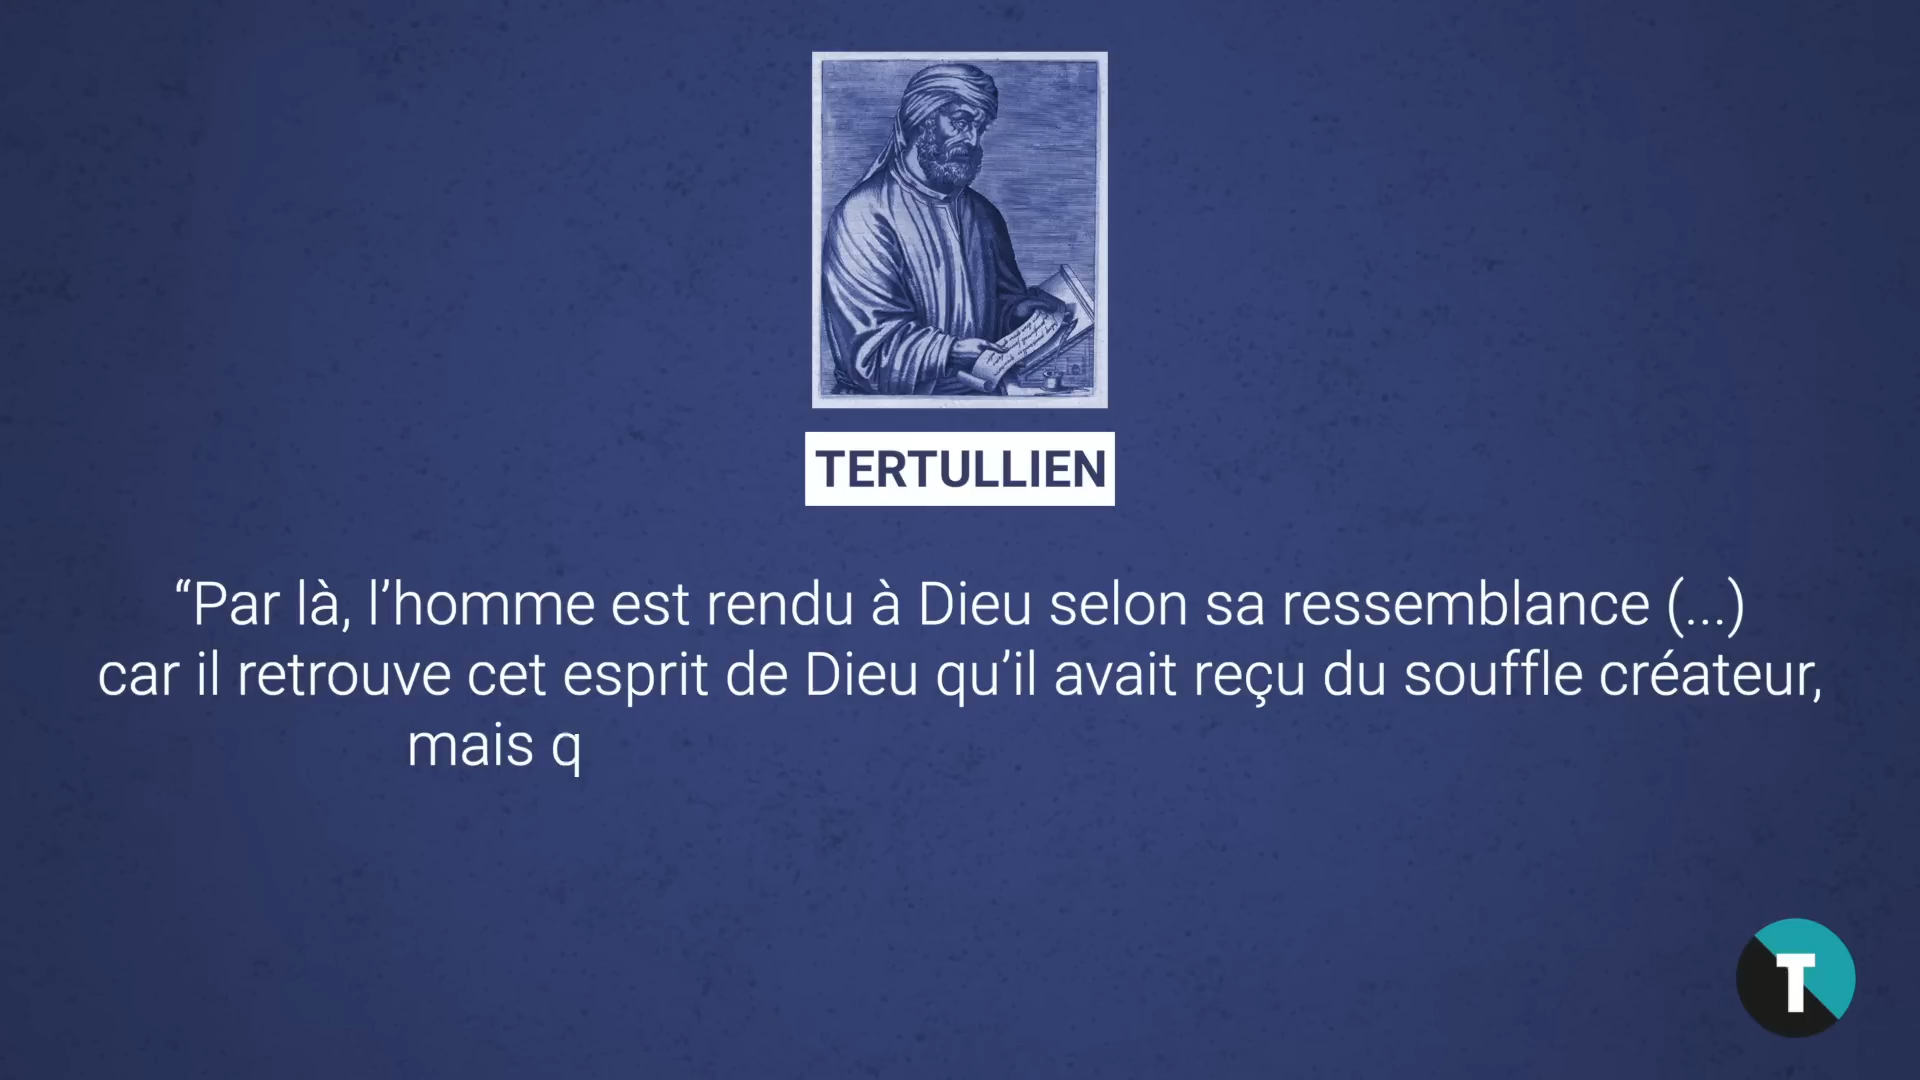 TERTULLIEN
“Par là, l’homme est rendu à Dieu selon sa ressemblance (...)
car il retrouve cet esprit de Dieu qu’il avait reçu du souffle créateur,
mais q
T